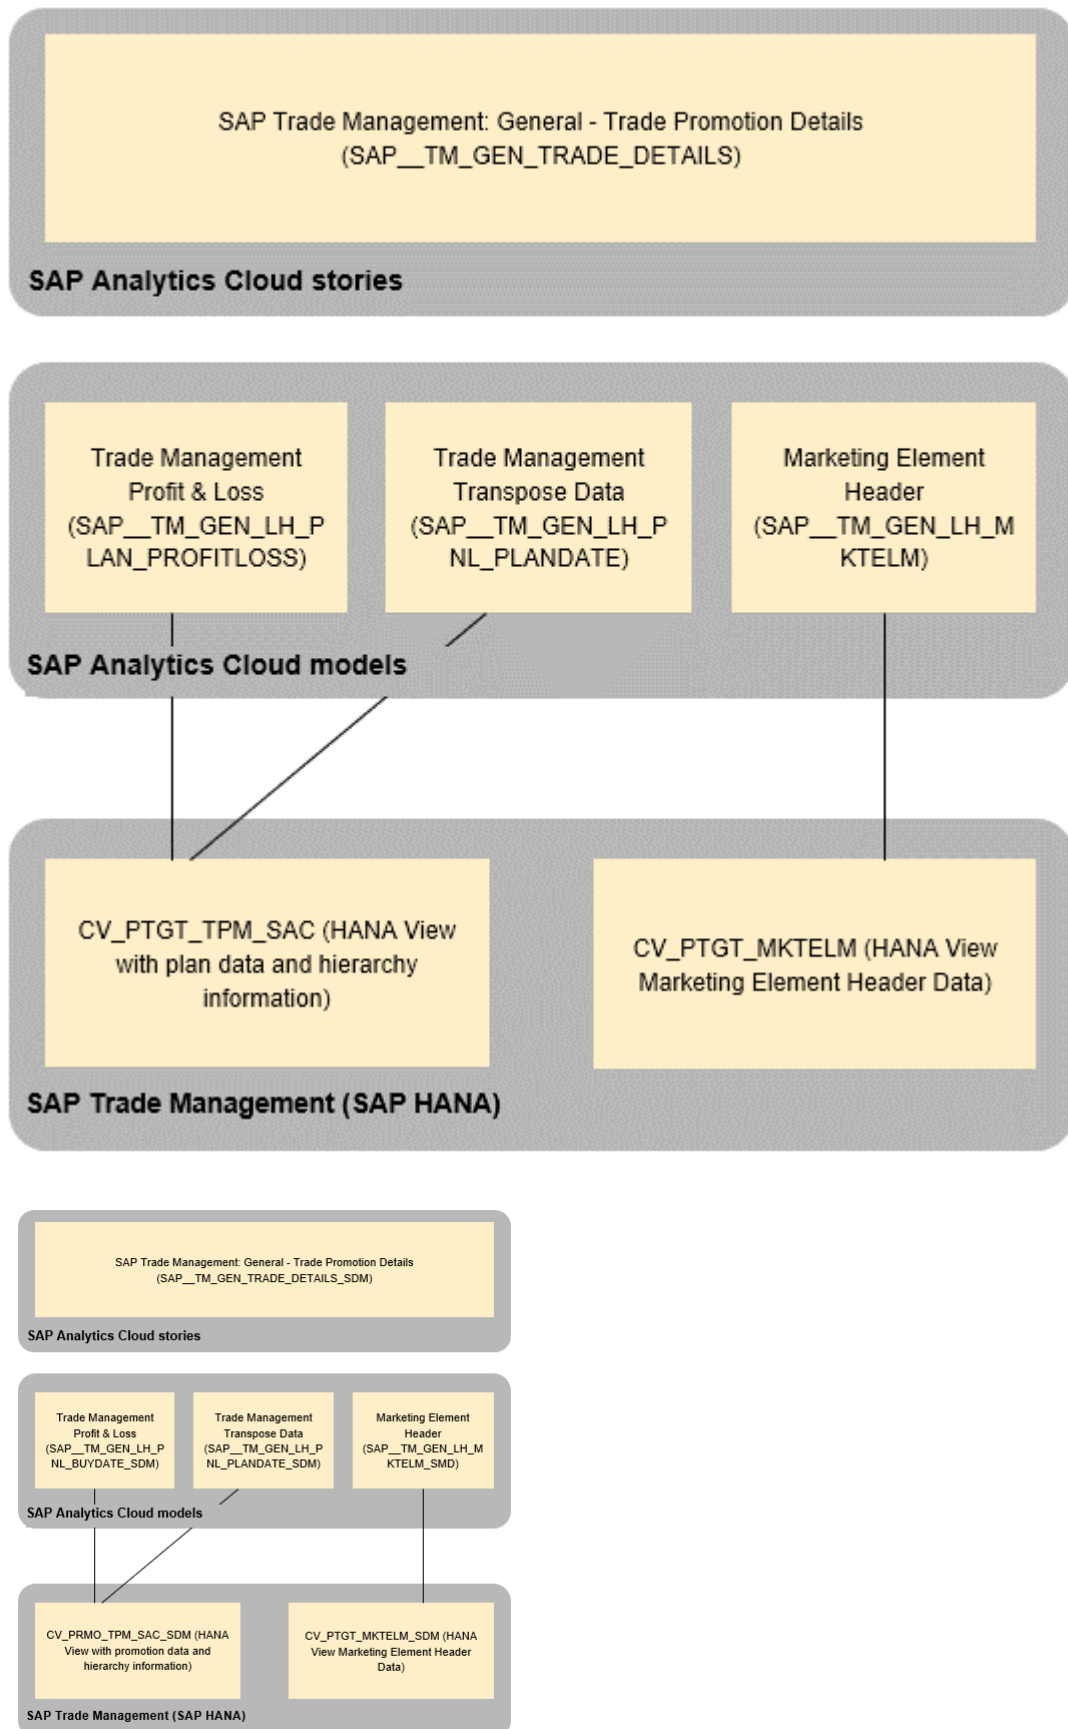 SAP Trade Management: General - Trade Promotion Details
(SAP__TM_GEN_TRADE_DETAILS)
SAP Analytics Cloud stories
Trade Management
Profit & Loss
(SAP__TM_GEN_LH_P
LAN_PROFITLOSS)
Trade Management
Transpose Data
(SAP__TM_GEN_LH_P
NL_PLANDATE)
Marketing Element
Header
(SAP__TM_GEN_LH_M
KTELM)
SAP Analytics Cloud models
CV_PTGT_TPM_SAC (HANA View
with plan data and hierarchy
information)
CV_PTGT_MKTELM (HANA View
Marketing Element Header Data)
SAP Trade Management (SAP HANA)
SAP Trade Management: General - Trade Promotion Details
(SAP__TM_GEN_TRADE_DETAILS_SDM)
SAP Analytics Cloud stories
Trade Management
Profit & Loss
(SAP__TM_GEN_LH_P
NL_BUYDATE_SDM)
Trade Management
Transpose Data
(SAP__TM_GEN_LH_P
NL_PLANDATE_SDM)
Marketing Element
Header
(SAP__TM_GEN_LH_M
KTELM_SMD)
SAP Analytics Cloud models
CV_PRMO_TPM_SAC_SDM (HANA
View with promotion data and
hierarchy information)
CV_PTGT_MKTELM_SDM (HANA
View Marketing Element Header
Data)
SAP Trade Management (SAP HANA)